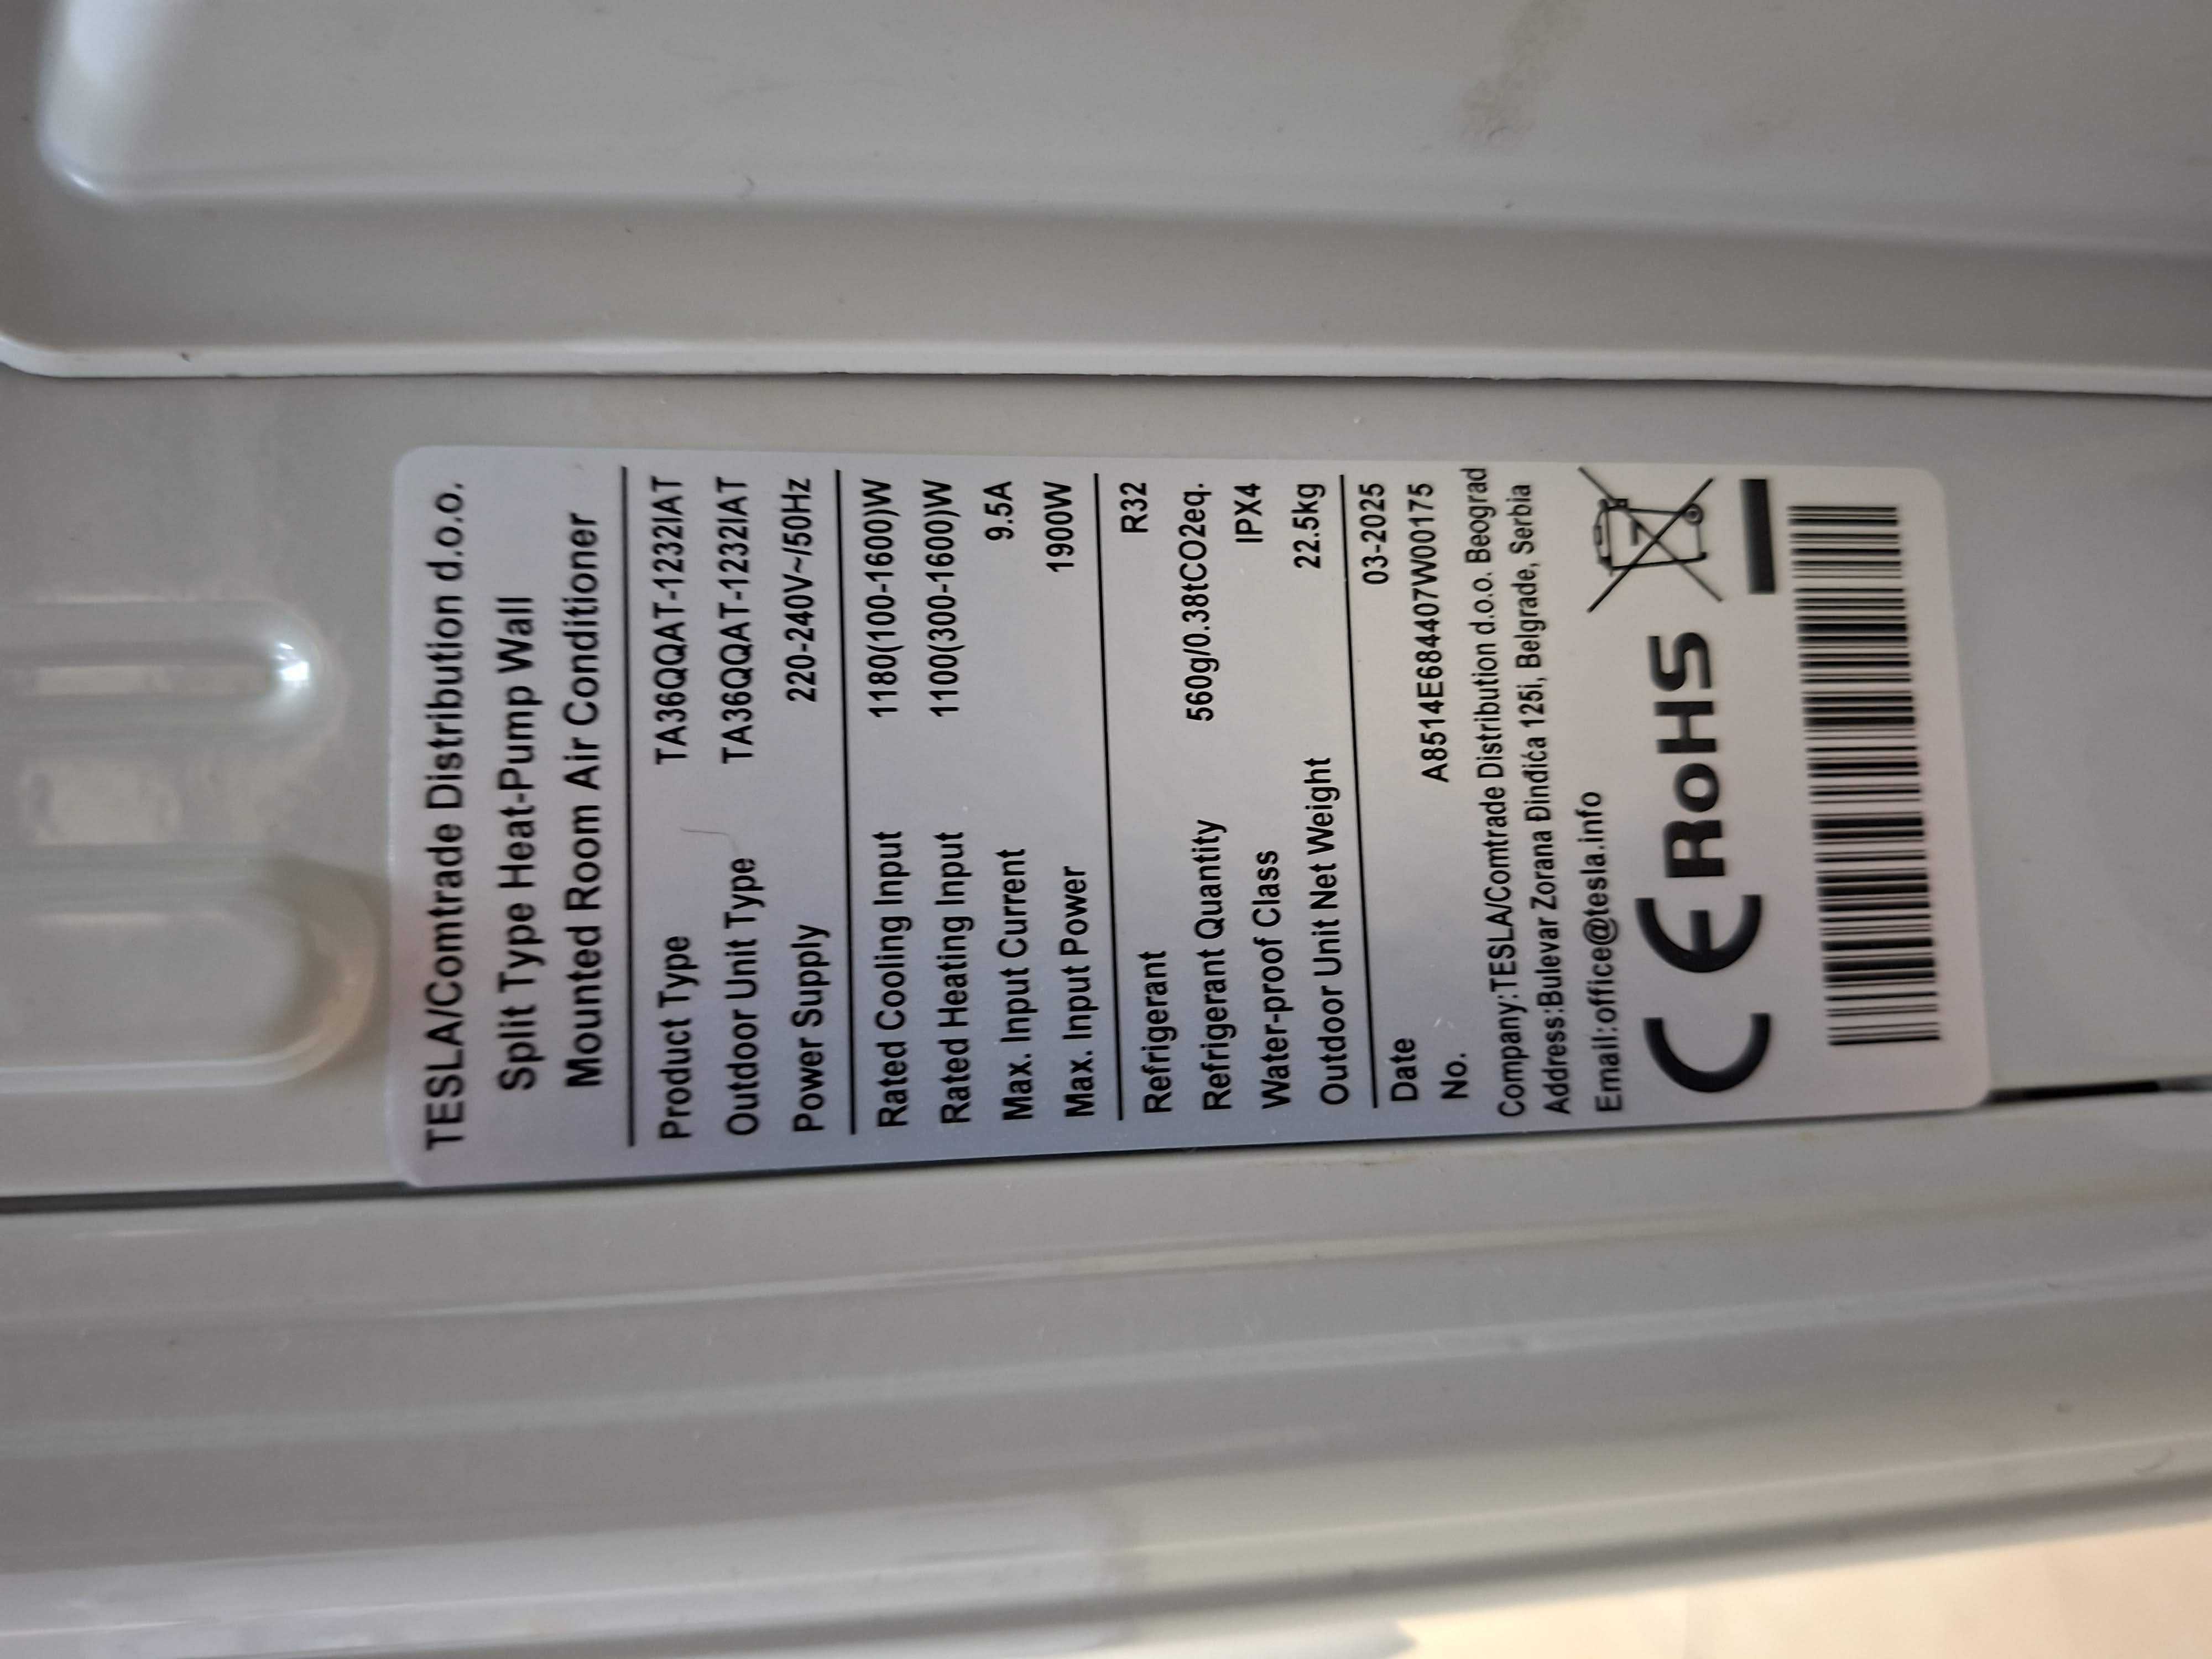 TESLA/Comtrade Distribution d.o.o.
Split Type Heat-Pump Wall
Mounted Room Air Conditioner
Product Type TA36QQAT-1232IAT
Outdoor Unit Type TA36QQAT-1232IAT
Power Supply 220-240V~/50Hz
Rated Cooling Input 1180(100-1600)W
Rated Heating Input 1100(300-1600)W
Max. Input Current 9.5A
Max. Input Power 1900W
Refrigerant R32
Refrigerant Quantity 560g/0.38tCO2eq.
Water-proof Class IPX4
Outdoor Unit Net Weight 22.5kg
Date 03-2025
No. A8514E684407W00175
Company:TESLA/Comtrade Distribution d.o.o. Beograd
Address:Bulevar Zorana Đinđića 125i, Belgrade, Serbia
Email:office@tesla.info
CE RoHS